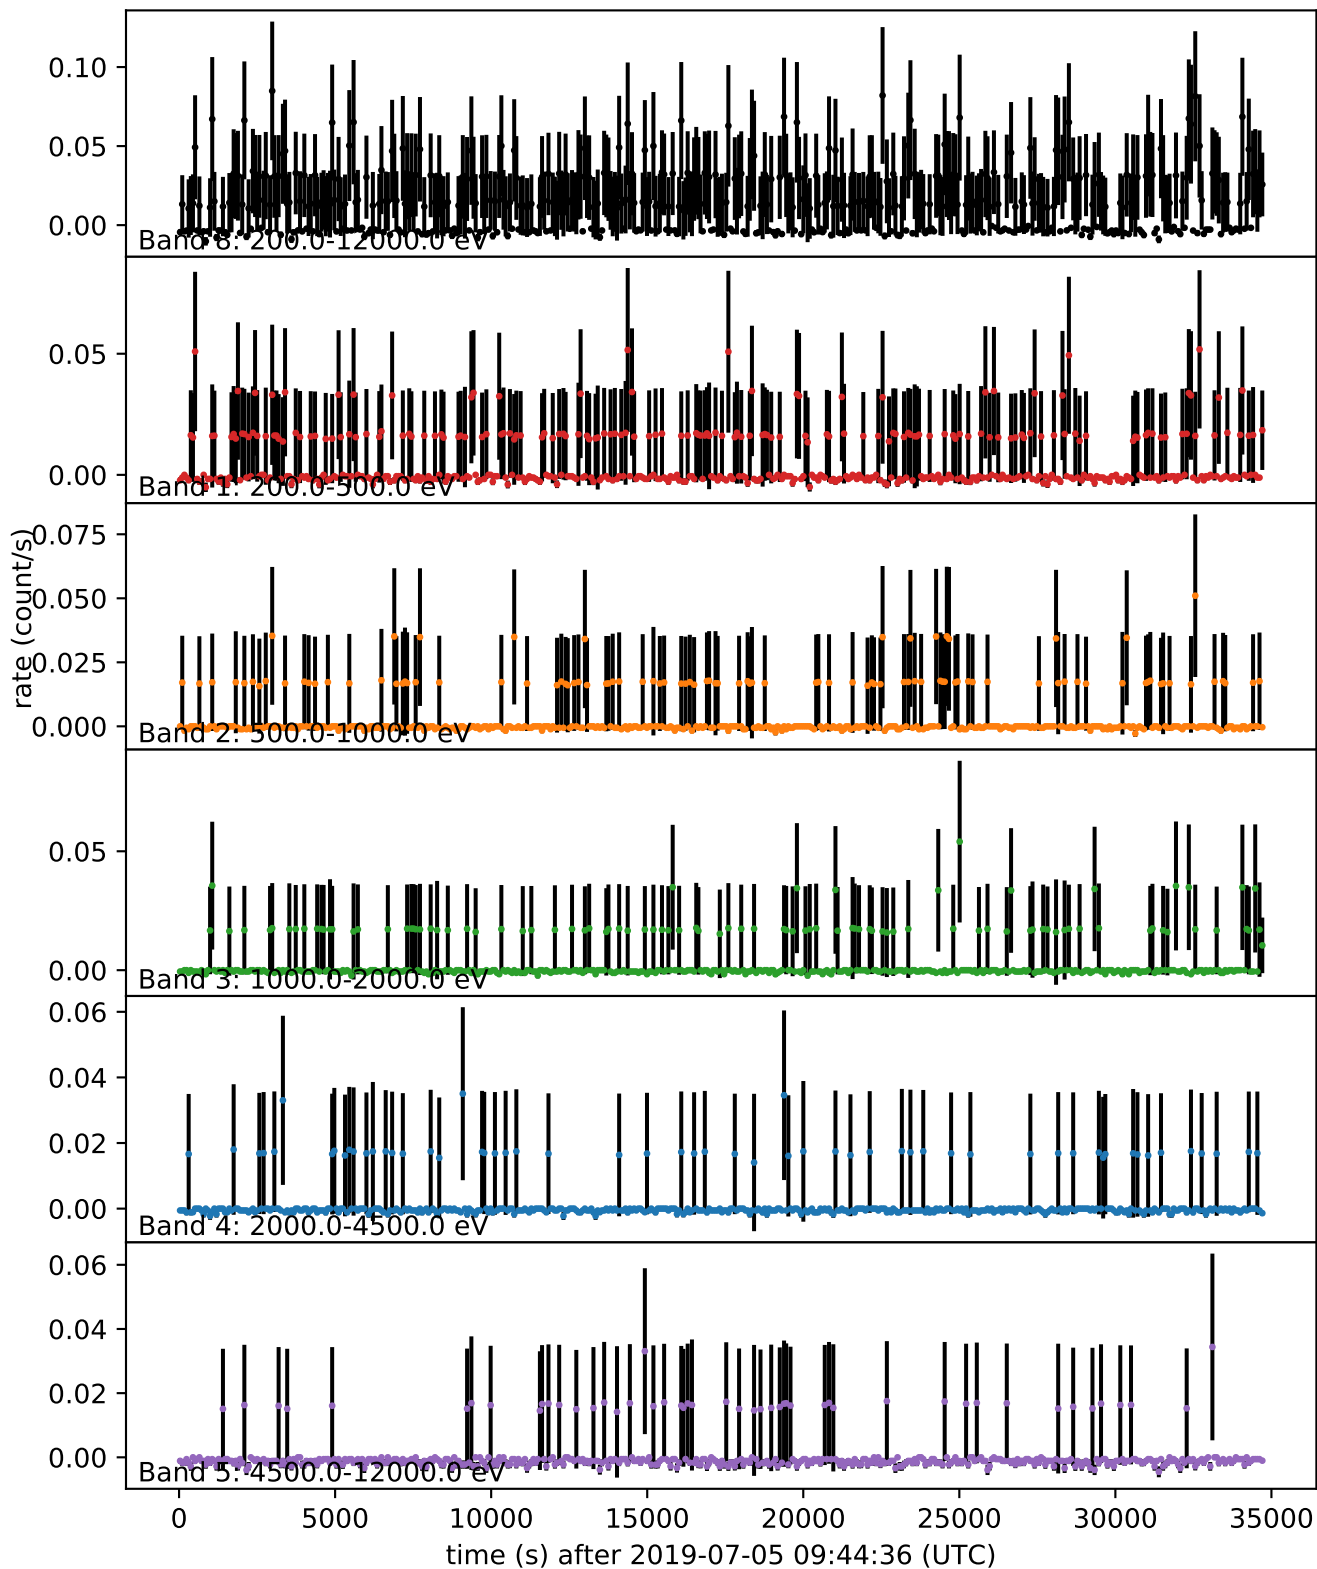 0.10
0.05
0.00
Band 8: 200.0-12000.0 eV
0.05
0.00
Band 1: 200.0-500.0 eV
rate (count/s)
0.075
0.050
0.025
0.000
Band 2: 500.0-1000.0 eV
0.05
0.00
Band 3: 1000.0-2000.0 eV
0.06
0.04
0.02
0.00
Band 4: 2000.0-4500.0 eV
0.06
0.04
0.02
0.00
Band 5: 4500.0-12000.0 eV
0 5000 10000 15000 20000 25000 30000 35000
time (s) after 2019-07-05 09:44:36 (UTC)